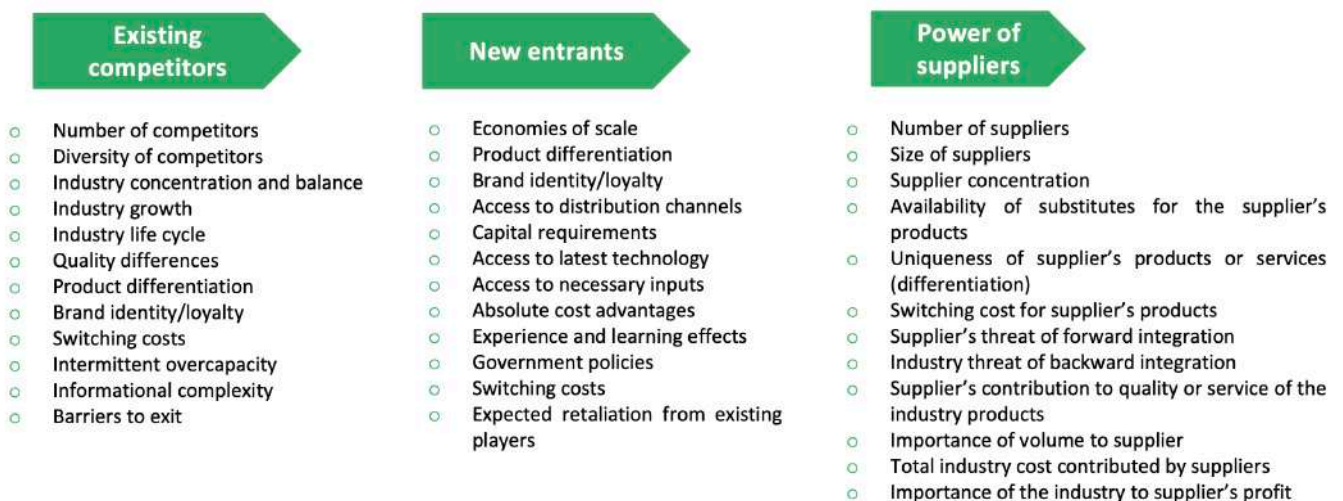 Existing
competitors
Number of competitors
Diversity of competitors
Industry concentration and balance
Industry growth
Industry life cycle
Quality differences
Product differentiation
Brand identity/loyalty
Switching costs
Intermittent overcapacity
Informational complexity
Barriers to exit
New entrants
Economies of scale
Product differentiation
Brand identity/loyalty
Access to distribution channels
Capital requirements
Access to latest technology
Access to necessary inputs
Absolute cost advantages
Experience and learning effects
Government policies
Switching costs
Expected retaliation from existing
players
Power of
suppliers
Number of suppliers
Size of suppliers
Supplier concentration
Availability of substitutes for the supplier's
products
Uniqueness of supplier's products or services
(differentiation)
Switching cost for supplier's products
Supplier's threat of forward integration
Industry threat of backward integration
Supplier's contribution to quality or service of the
industry products
Importance of volume to supplier
Total industry cost contributed by suppliers
Importance of the industry to supplier's profit